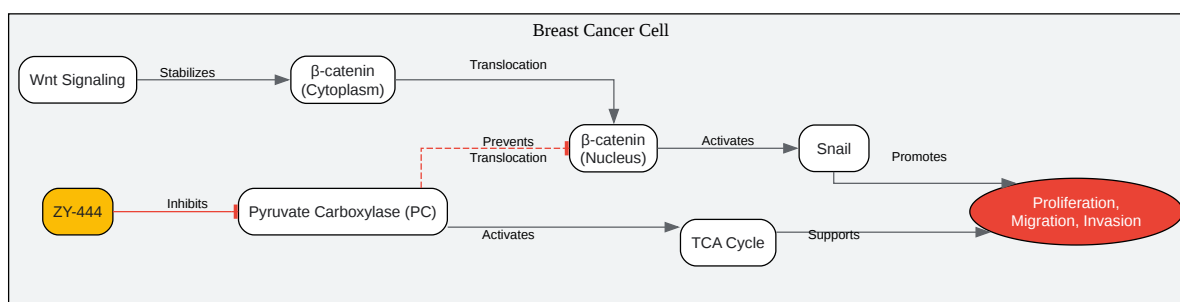 Breast Cancer Cell
Wnt Signaling
Stabilizes
β-catenin
(Cytoplasm)
Translocation
Prevents
Translocation
β-catenin
(Nucleus)
Activates
Snail
Promotes
ZY-444
Inhibits
Pyruvate Carboxylase (PC)
Activates
TCA Cycle
Supports
Proliferation,
Migration, Invasion